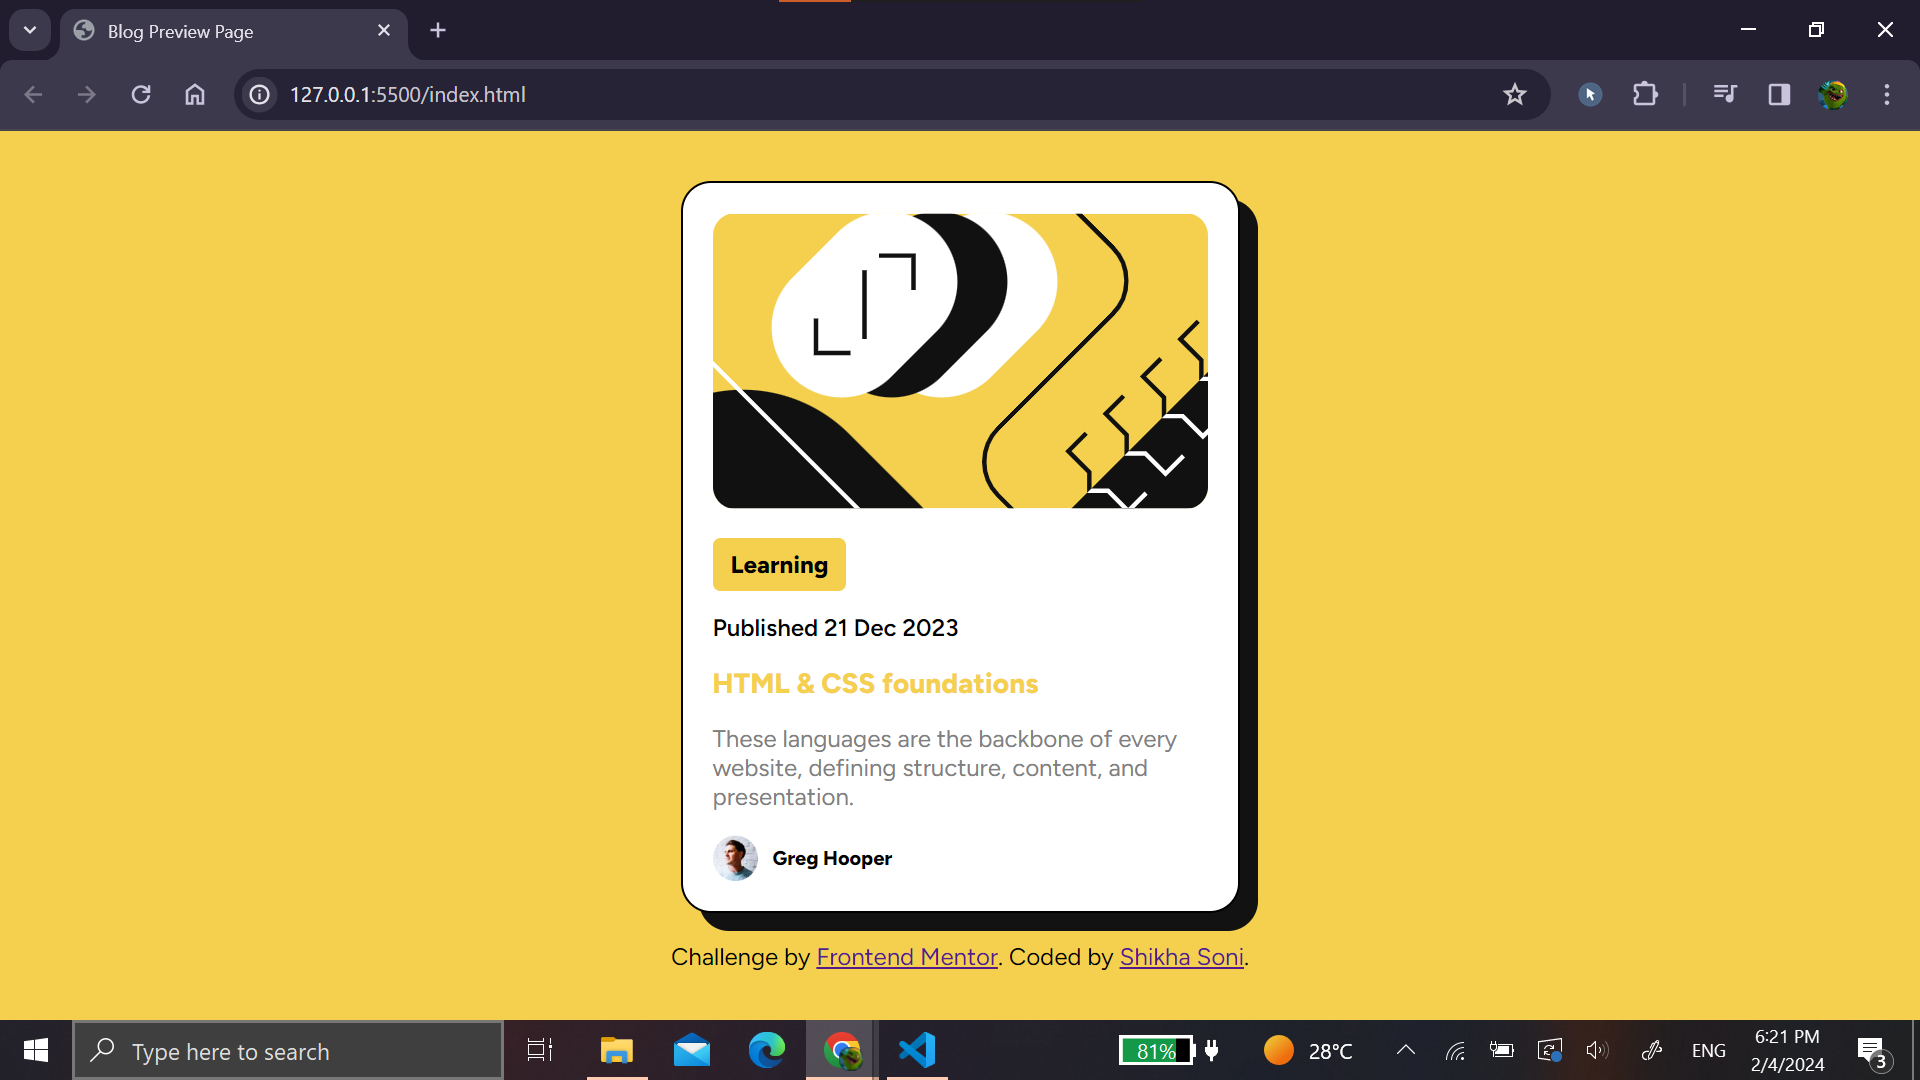 Blog Preview Page
127.0.0.1:5500/index.html
Learning
Published 21 Dec 2023
HTML & CSS foundations
These languages are the backbone of every
website, defining structure, content, and
presentation.
Greg Hooper
Challenge by Frontend Mentor. Coded by Shikha Soni.
Type here to search
81%
28°C
ENG
6:21 PM
2/4/2024
3